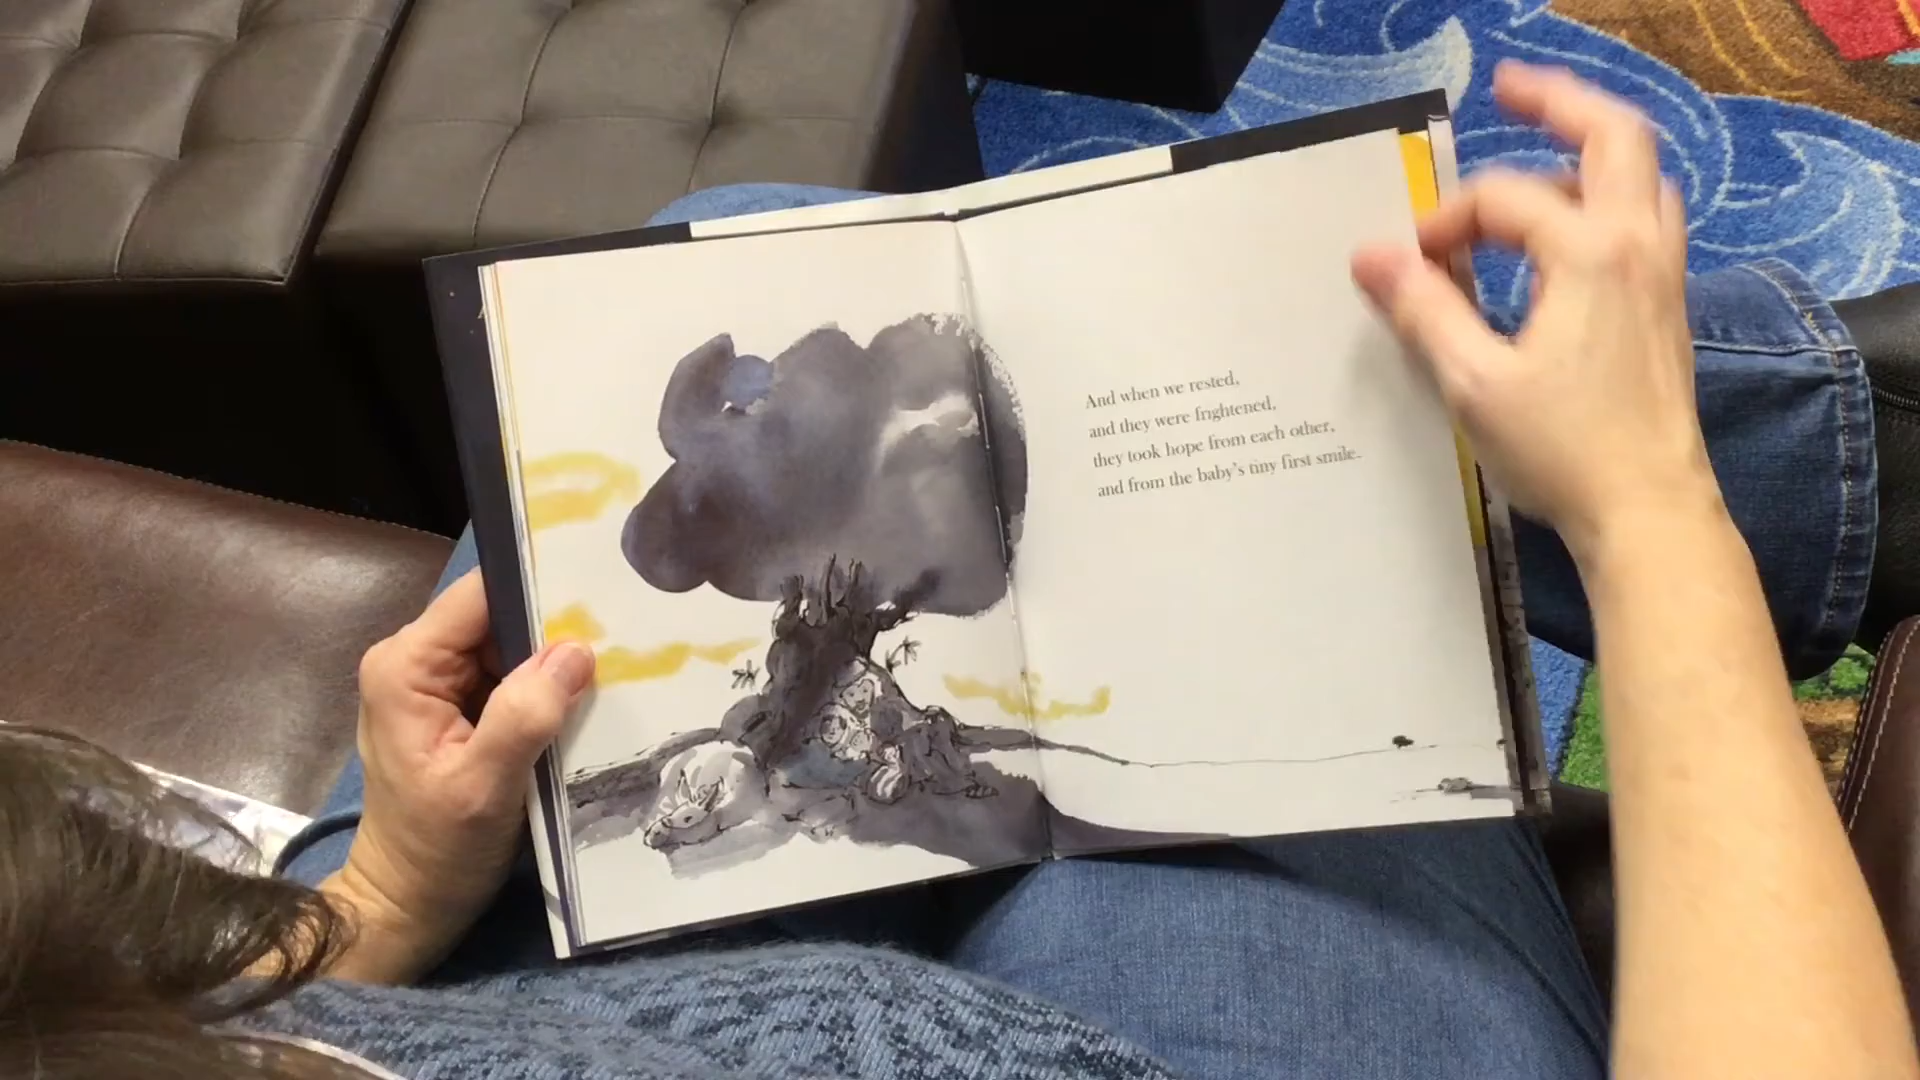 And when we rested,
and they were frightened,
they took hope from each other,
and from the baby's tiny first smile.